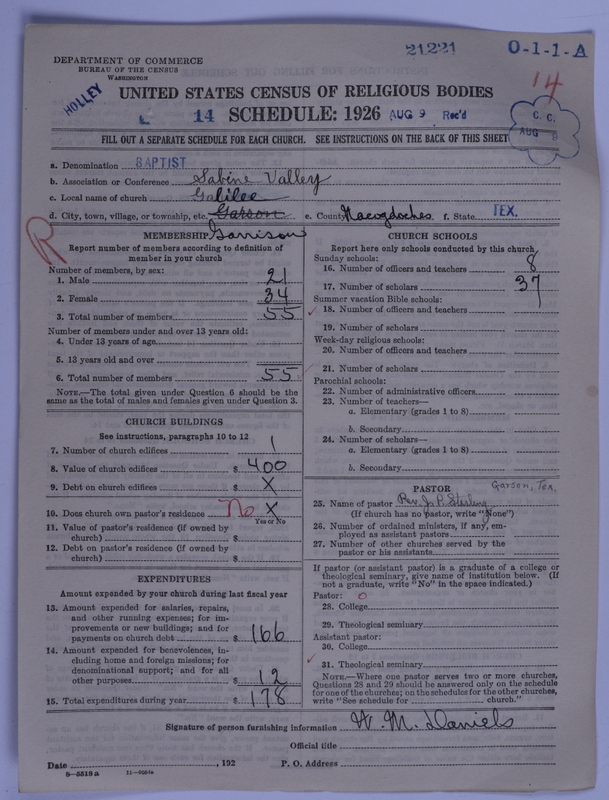 21221 0-1-1-A
DEPARTMENT OF COMMERCE
BUREAU OF THE CENSUS
WASHINGTON
14
UNITED STATES CENSUS OF RELIGIOUS BODIES
HOLLEY
14 SCHEDULE: 1926 AUG 9 Rec'd
C. C.
AUG
FILL OUT A SEPARATE SCHEDULE FOR EACH CHURCH. SEE INSTRUCTIONS ON THE BACK OF THIS SHEET
a. Denomination BAPTIST
b. Association or Conference Sabine Valley
c. Local name of church Galilee
d. City, town, village, or township, etc. Garson e. County Nacogdoches f. State TEX.
Garrison
R
MEMBERSHIP
Report number of members according to definition of
member in your church
Number of members, by sex:
1. Male 21
2. Female 34
3. Total number of members 55
Number of members under and over 13 years old:
4. Under 13 years of age
5. 13 years old and over
6. Total number of members 55
NOTE.—The total given under Question 6 should be the
same as the total of males and females given under Question 3.
CHURCH BUILDINGS
See instructions, paragraphs 10 to 12
7. Number of church edifices 1
8. Value of church edifices $ 400
9. Debt on church edifices $ X
10. Does church own pastor's residence No X
Yes or No
11. Value of pastor's residence (if owned by
church) $
12. Debt on pastor's residence (if owned by
church) $
EXPENDITURES
Amount expended by your church during last fiscal year
13. Amount expended for salaries, repairs,
and other running expenses; for im-
provements or new buildings; and for
payments on church debt $ 166
14. Amount expended for benevolences, in-
cluding home and foreign missions; for
denominational support; and for all
other purposes $ 12
15. Total expenditures during year $ 178
CHURCH SCHOOLS
Report here only schools conducted by this church
Sunday schools:
16. Number of officers and teachers 8
17. Number of scholars 37
Summer vacation Bible schools:
18. Number of officers and teachers
19. Number of scholars
Week-day religious schools:
20. Number of officers and teachers
21. Number of scholars
Parochial schools:
22. Number of administrative officers
23. Number of teachers—
a. Elementary (grades 1 to 8)
b. Secondary
24. Number of scholars—
a. Elementary (grades 1 to 8)
b. Secondary
PASTOR GARSON, TEX.
25. Name of pastor Rev. J. P. Sterling
(If church has no pastor, write "None")
26. Number of ordained ministers, if any, em-
ployed as assistant pastors
27. Number of other churches served by the
pastor or his assistants
If pastor (or assistant pastor) is a graduate of a college or
theological seminary, give name of institution below. (If
not a graduate, write "No" in the space indicated.)
Pastor: 0
28. College
29. Theological seminary
Assistant pastor:
30. College
31. Theological seminary
NOTE.—Where one pastor serves two or more churches,
Questions 28 and 29 should be answered only on the schedule
for one of the churches; on the schedules for the other churches,
write "See schedule for church."
Signature of person furnishing information W. M. Daniels
Official title
Date , 192 P. O. Address
8—5519a